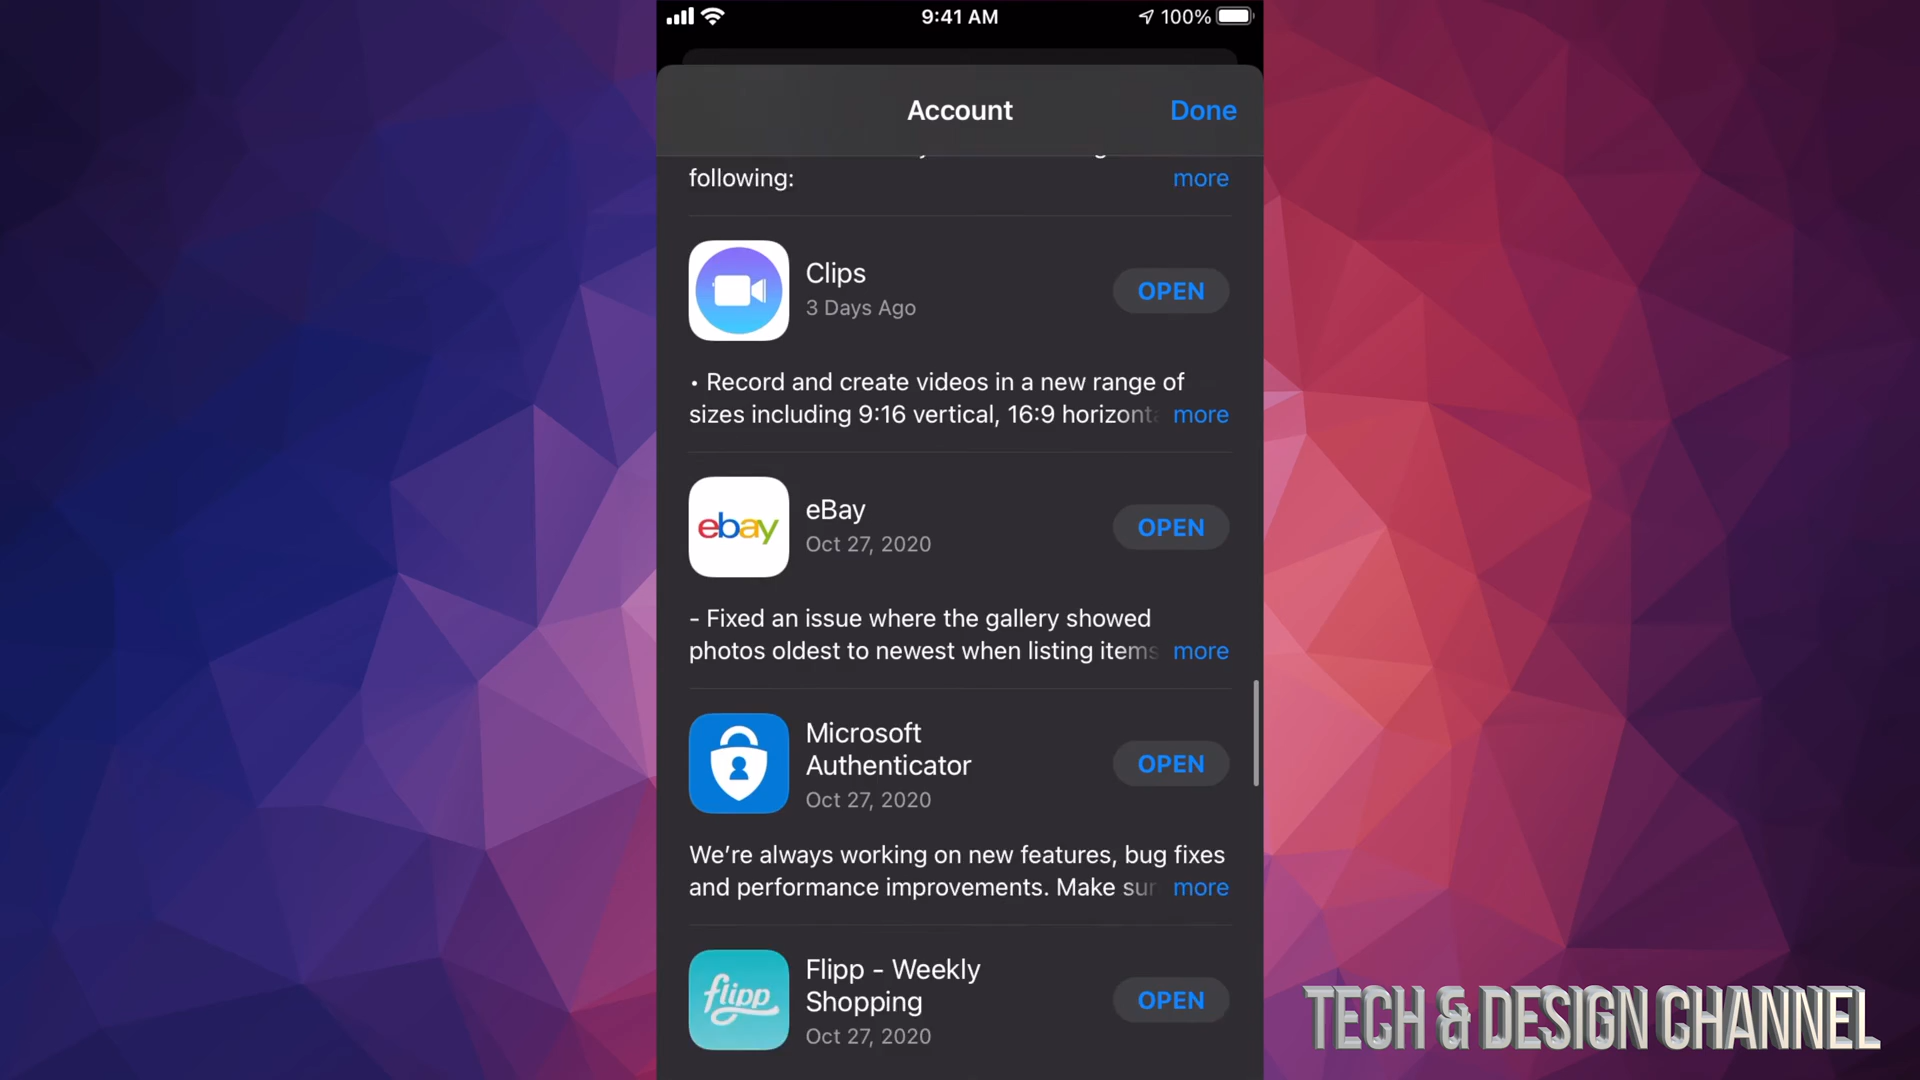 9:41 AM
100%
Account
Done
following:
more
Clips
3 Days Ago
OPEN
• Record and create videos in a new range of
sizes including 9:16 vertical, 16:9 horizont
more
ebay
eBay
Oct 27, 2020
OPEN
- Fixed an issue where the gallery showed
photos oldest to newest when listing items
more
Microsoft
Authenticator
Oct 27, 2020
OPEN
We're always working on new features, bug fixes
and performance improvements. Make sur
more
flipp
Flipp - Weekly
Shopping
Oct 27, 2020
OPEN
TECH & DESIGN CHANNEL